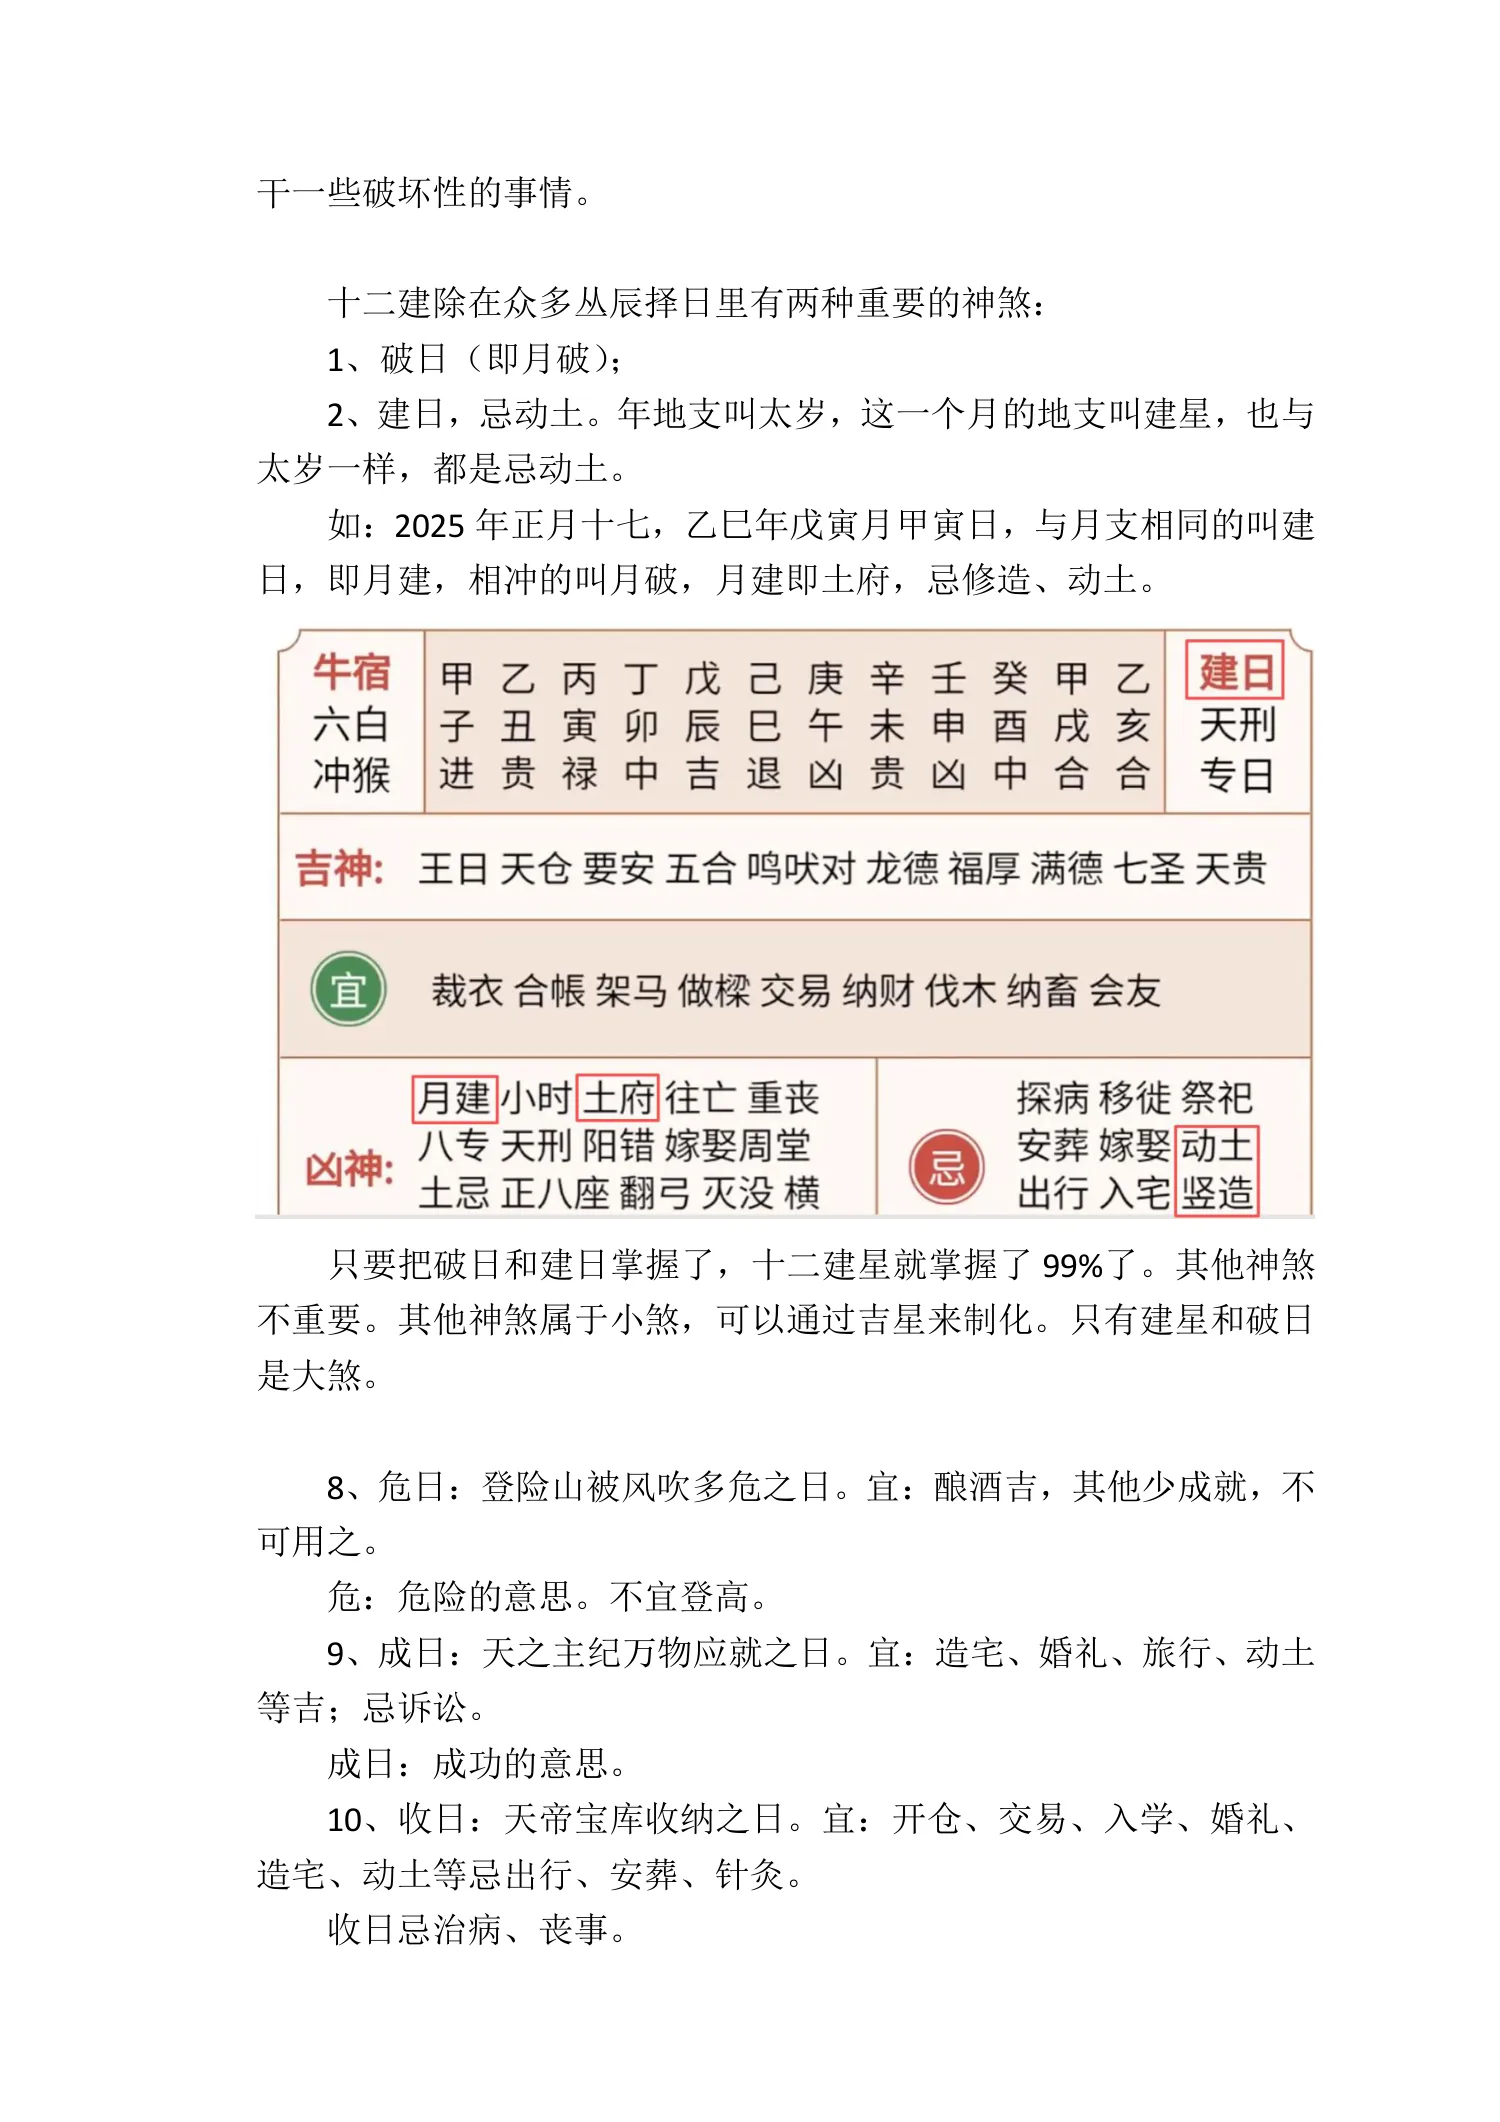 干一些破坏性的事情。
十二建除在众多丛辰择日里有两种重要的神煞：
1、破日（即月破）；
2、建日，忌动土。年地支叫太岁，这一个月的地支叫建星，也与
太岁一样，都是忌动土。
如：2025 年正月十七，乙巳年戊寅月甲寅日，与月支相同的叫建
日，即月建，相冲的叫月破，月建即土府，忌修造、动土。
牛宿
六白
冲猴
甲 乙 丙 丁 戊 己 庚 辛 壬 癸 甲 乙
子 丑 寅 卯 辰 巳 午 未 申 酉 戌 亥
进 贵 禄 中 吉 退 凶 贵 凶 中 合 合
建日
天刑
专日
吉神: 王日 天仓 要安 五合 鸣吠对 龙德 福厚 满德 七圣 天贵
宜 裁衣 合帐 架马 做樑 交易 纳财 伐木 纳畜 会友
凶神:
月建 小时 土府 往亡 重丧
八专 天刑 阳错 嫁娶周堂
土忌 正八座 翻弓 灭没 横
忌
探病 移徙 祭祀
安葬 嫁娶 动土
出行 入宅 竖造
只要把破日和建日掌握了，十二建星就掌握了 99%了。其他神煞
不重要。其他神煞属于小煞，可以通过吉星来制化。只有建星和破日
是大煞。
8、危日：登险山被风吹多危之日。宜：酿酒吉，其他少成就，不
可用之。
危：危险的意思。不宜登高。
9、成日：天之主纪万物应就之日。宜：造宅、婚礼、旅行、动土
等吉；忌诉讼。
成日：成功的意思。
10、收日：天帝宝库收纳之日。宜：开仓、交易、入学、婚礼、
造宅、动土等忌出行、安葬、针灸。
收日忌治病、丧事。